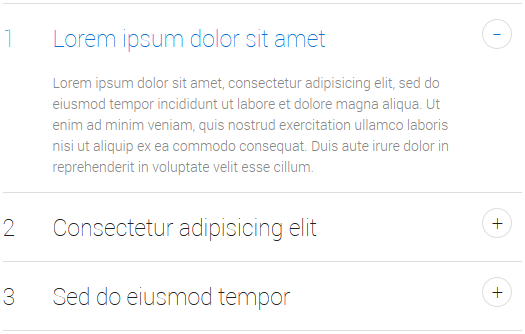 1 Lorem ipsum dolor sit amet −
Lorem ipsum dolor sit amet, consectetur adipisicing elit, sed do
eiusmod tempor incididunt ut labore et dolore magna aliqua. Ut
enim ad minim veniam, quis nostrud exercitation ullamco laboris
nisi ut aliquip ex ea commodo consequat. Duis aute irure dolor in
reprehenderit in voluptate velit esse cillum.
2 Consectetur adipisicing elit +
3 Sed do eiusmod tempor +